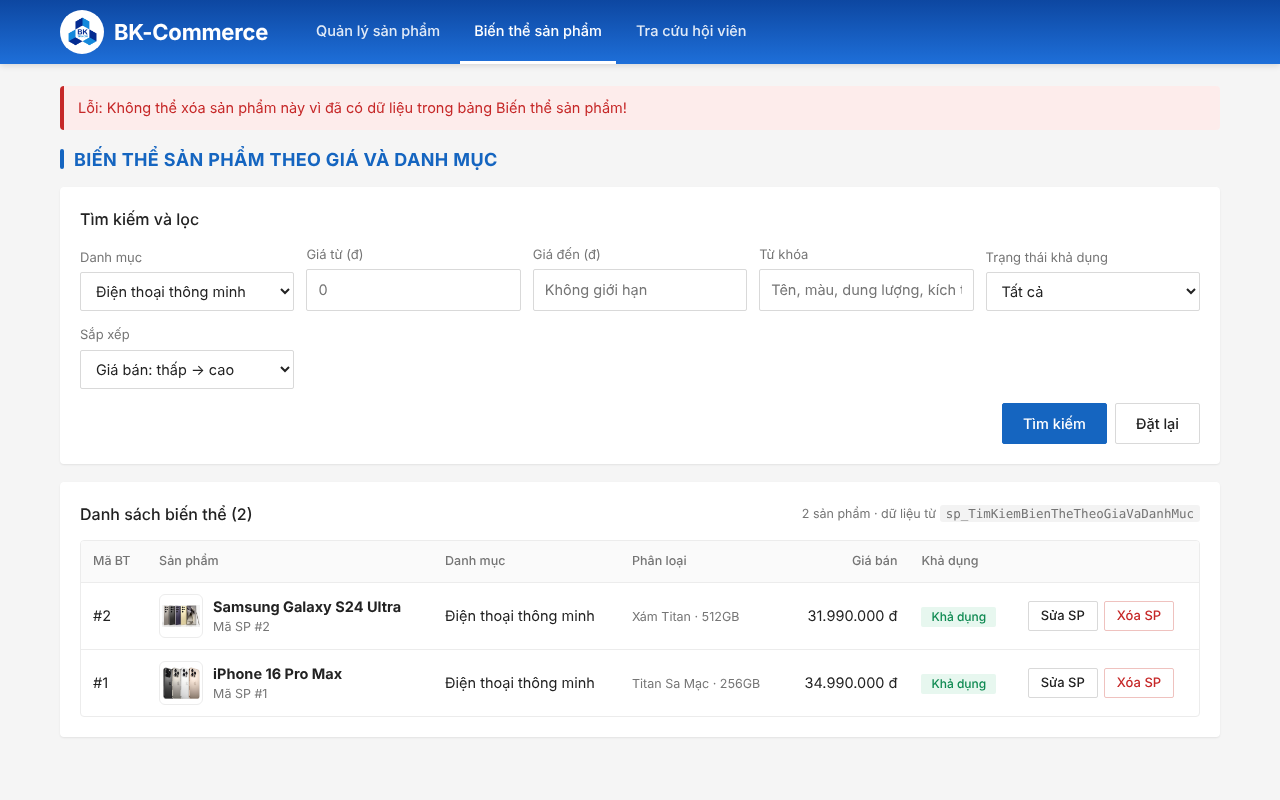 BK BK-Commerce
Quản lý sản phẩm
Biến thể sản phẩm
Tra cứu hội viên
Lỗi: Không thể xóa sản phẩm này vì đã có dữ liệu trong bảng Biến thể sản phẩm!
BIẾN THỂ SẢN PHẨM THEO GIÁ VÀ DANH MỤC
Tìm kiếm và lọc
Danh mục
Điện thoại thông minh
Giá từ (đ)
0
Giá đến (đ)
Không giới hạn
Từ khóa
Tên, màu, dung lượng, kích
Trạng thái khả dụng
Tất cả
Sắp xếp
Giá bán: thấp → cao
Tìm kiếm
Đặt lại
Danh sách biến thể (2)
2 sản phẩm · dữ liệu từ sp_TimKiemBienTheTheoGiaVaDanhMuc
Mã BT Sản phẩm Danh mục Phân loại Giá bán Khả dụng
#2 Samsung Galaxy S24 Ultra Điện thoại thông minh Xám Titan · 512GB 31.990.000 đ Khả dụng Sửa SP Xóa SP
Mã SP #2
#1 iPhone 16 Pro Max Điện thoại thông minh Titan Sa Mạc · 256GB 34.990.000 đ Khả dụng Sửa SP Xóa SP
Mã SP #1